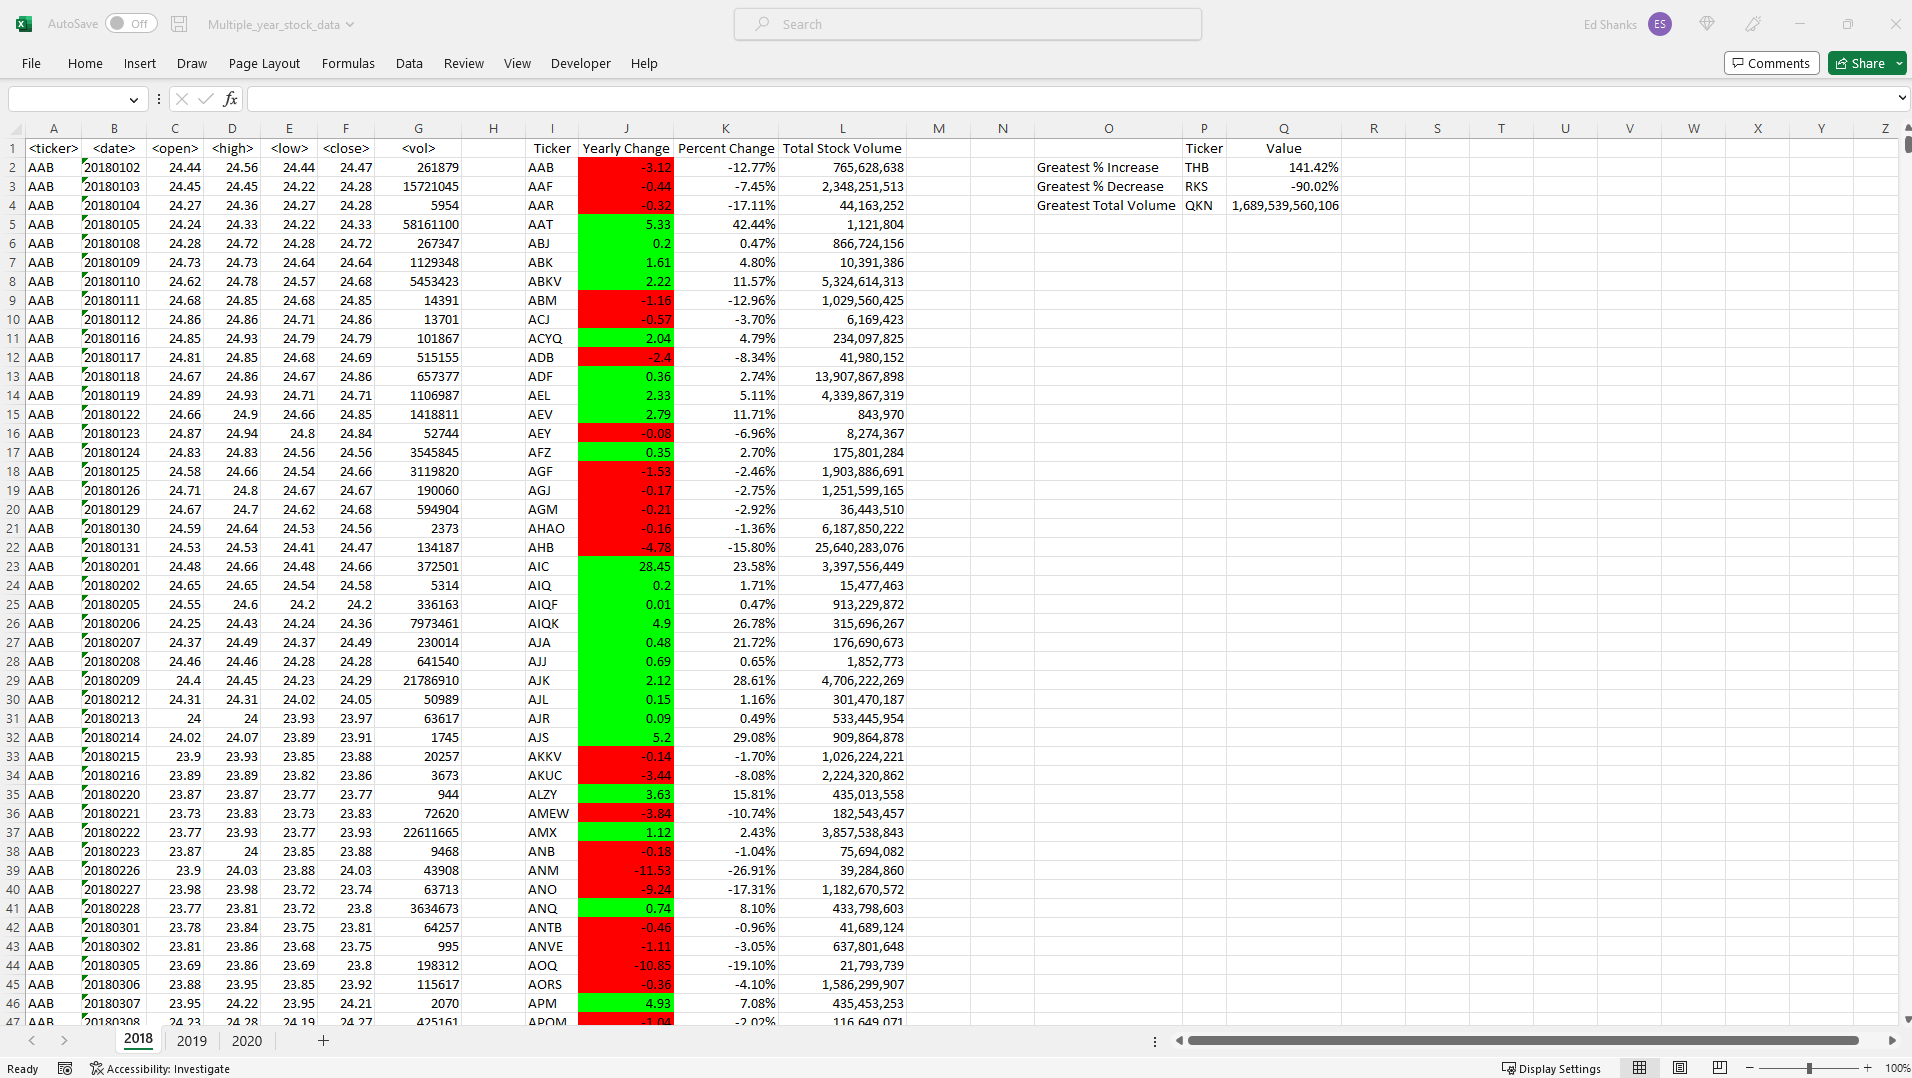 AutoSave Off Multiple_year_stock_data Search Ed Shanks ES
File Home Insert Draw Page Layout Formulas Data Review View Developer Help Comments Share
fx
A B C D E F G H I J K L M N O P Q R S T U V W X Y Z
1 <ticker> <date> <open> <high> <low> <close> <vol> Ticker Yearly Change Percent Change Total Stock Volume Ticker Value
2 AAB 20180102 24.44 24.56 24.44 24.47 261879 AAB -3.12 -12.77% 765,628,638 Greatest % Increase THB 141.42%
3 AAB 20180103 24.45 24.45 24.22 24.28 15721045 AAF -0.44 -7.45% 2,348,251,513 Greatest % Decrease RKS -90.02%
4 AAB 20180104 24.27 24.36 24.27 24.28 5954 AAR -0.32 -17.11% 44,163,252 Greatest Total Volume QKN 1,689,539,560,106
5 AAB 20180105 24.24 24.33 24.22 24.33 58161100 AAT 5.33 42.44% 1,121,804
6 AAB 20180108 24.28 24.72 24.28 24.72 267347 ABJ 0.2 0.47% 866,724,156
7 AAB 20180109 24.73 24.73 24.64 24.64 1129348 ABK 1.61 4.80% 10,391,386
8 AAB 20180110 24.62 24.78 24.57 24.68 5453423 ABKV 2.22 11.57% 5,324,614,313
9 AAB 20180111 24.68 24.85 24.68 24.85 14391 ABM -1.16 -12.96% 1,029,560,425
10 AAB 20180112 24.86 24.86 24.71 24.86 13701 ACJ -0.57 -3.70% 6,169,423
11 AAB 20180116 24.85 24.93 24.79 24.79 101867 ACYQ 2.04 4.79% 234,097,825
12 AAB 20180117 24.81 24.85 24.68 24.69 515155 ADB -2.4 -8.34% 41,980,152
13 AAB 20180118 24.67 24.86 24.67 24.86 657377 ADF 0.36 2.74% 13,907,867,898
14 AAB 20180119 24.89 24.93 24.71 24.71 1106987 AEL 2.33 5.11% 4,339,867,319
15 AAB 20180122 24.66 24.9 24.66 24.85 1418811 AEV 2.79 11.71% 843,970
16 AAB 20180123 24.87 24.94 24.8 24.84 52744 AEY -0.08 -6.96% 8,274,367
17 AAB 20180124 24.83 24.83 24.56 24.56 3545845 AFZ 0.35 2.70% 175,801,284
18 AAB 20180125 24.58 24.66 24.54 24.66 3119820 AGF -1.53 -2.46% 1,903,886,691
19 AAB 20180126 24.71 24.8 24.67 24.67 190060 AGJ -0.17 -2.75% 1,251,599,165
20 AAB 20180129 24.67 24.7 24.62 24.68 594904 AGM -0.21 -2.92% 36,443,510
21 AAB 20180130 24.59 24.64 24.53 24.56 2373 AHAO -0.16 -1.36% 6,187,850,222
22 AAB 20180131 24.53 24.53 24.41 24.47 134187 AHB -4.78 -15.80% 25,640,283,076
23 AAB 20180201 24.48 24.66 24.48 24.66 372501 AIC 28.45 23.58% 3,397,556,449
24 AAB 20180202 24.65 24.65 24.54 24.58 5314 AIQ 0.2 1.71% 15,477,463
25 AAB 20180205 24.55 24.6 24.2 24.2 336163 AIQF 0.01 0.47% 913,229,872
26 AAB 20180206 24.25 24.43 24.24 24.36 7973461 AIQK 4.9 26.78% 315,696,267
27 AAB 20180207 24.37 24.49 24.37 24.49 230014 AJA 0.48 21.72% 176,690,673
28 AAB 20180208 24.46 24.46 24.28 24.28 641540 AJJ 0.69 0.65% 1,852,773
29 AAB 20180209 24.4 24.45 24.23 24.29 21786910 AJK 2.12 28.61% 4,706,222,269
30 AAB 20180212 24.31 24.31 24.02 24.05 50989 AJL 0.15 1.16% 301,470,187
31 AAB 20180213 24 24 23.93 23.97 63617 AJR 0.09 0.49% 533,445,954
32 AAB 20180214 24.02 24.07 23.89 23.91 1745 AJS 5.2 29.08% 909,864,878
33 AAB 20180215 23.9 23.93 23.85 23.88 20257 AKKV -0.14 -1.70% 1,026,224,221
34 AAB 20180216 23.89 23.89 23.82 23.86 3673 AKUC -3.44 -8.08% 2,224,320,862
35 AAB 20180220 23.87 23.87 23.77 23.77 944 ALZY 3.63 15.81% 435,013,558
36 AAB 20180221 23.73 23.83 23.73 23.83 72620 AMEW -3.84 -10.74% 182,543,457
37 AAB 20180222 23.77 23.93 23.77 23.93 22611665 AMX 1.12 2.43% 3,857,538,843
38 AAB 20180223 23.87 24 23.85 23.88 9468 ANB -0.18 -1.04% 75,694,082
39 AAB 20180226 23.9 24.03 23.88 24.03 43908 ANM -11.53 -26.91% 39,284,860
40 AAB 20180227 23.98 23.98 23.72 23.74 63713 ANO -9.24 -17.31% 1,182,670,572
41 AAB 20180228 23.77 23.81 23.72 23.8 3634673 ANQ 0.74 8.10% 433,798,603
42 AAB 20180301 23.78 23.84 23.75 23.81 64257 ANTB -0.46 -0.96% 41,689,124
43 AAB 20180302 23.81 23.86 23.68 23.75 995 ANVE -1.11 -3.05% 637,801,648
44 AAB 20180305 23.69 23.86 23.69 23.8 198312 AOQ -10.85 -19.10% 21,793,739
45 AAB 20180306 23.88 23.95 23.85 23.92 115617 AORS -0.36 -4.10% 1,586,299,907
46 AAB 20180307 23.95 24.22 23.95 24.21 2070 APM 4.93 7.08% 435,453,253
47 AAB 20180308 24.23 24.28 24.19 24.27 425161 APOM -1.04 -2.02% 116,649,071
2018 2019 2020
Ready Accessibility: Investigate Display Settings 100%